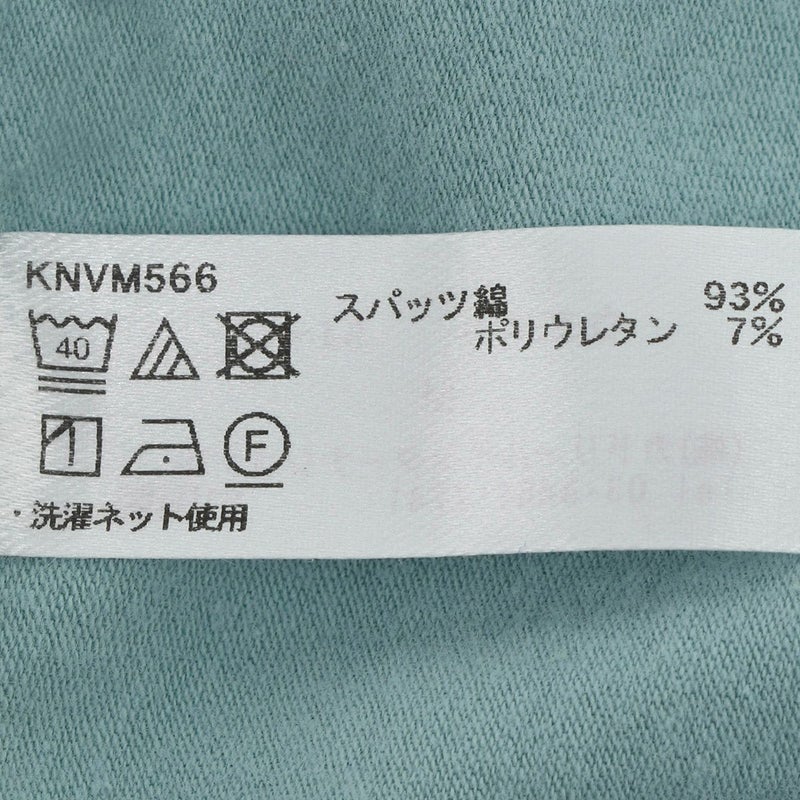 KNVM566
スパッツ綿 93%
ポリウレタン 7%
40
F
・洗濯ネット使用